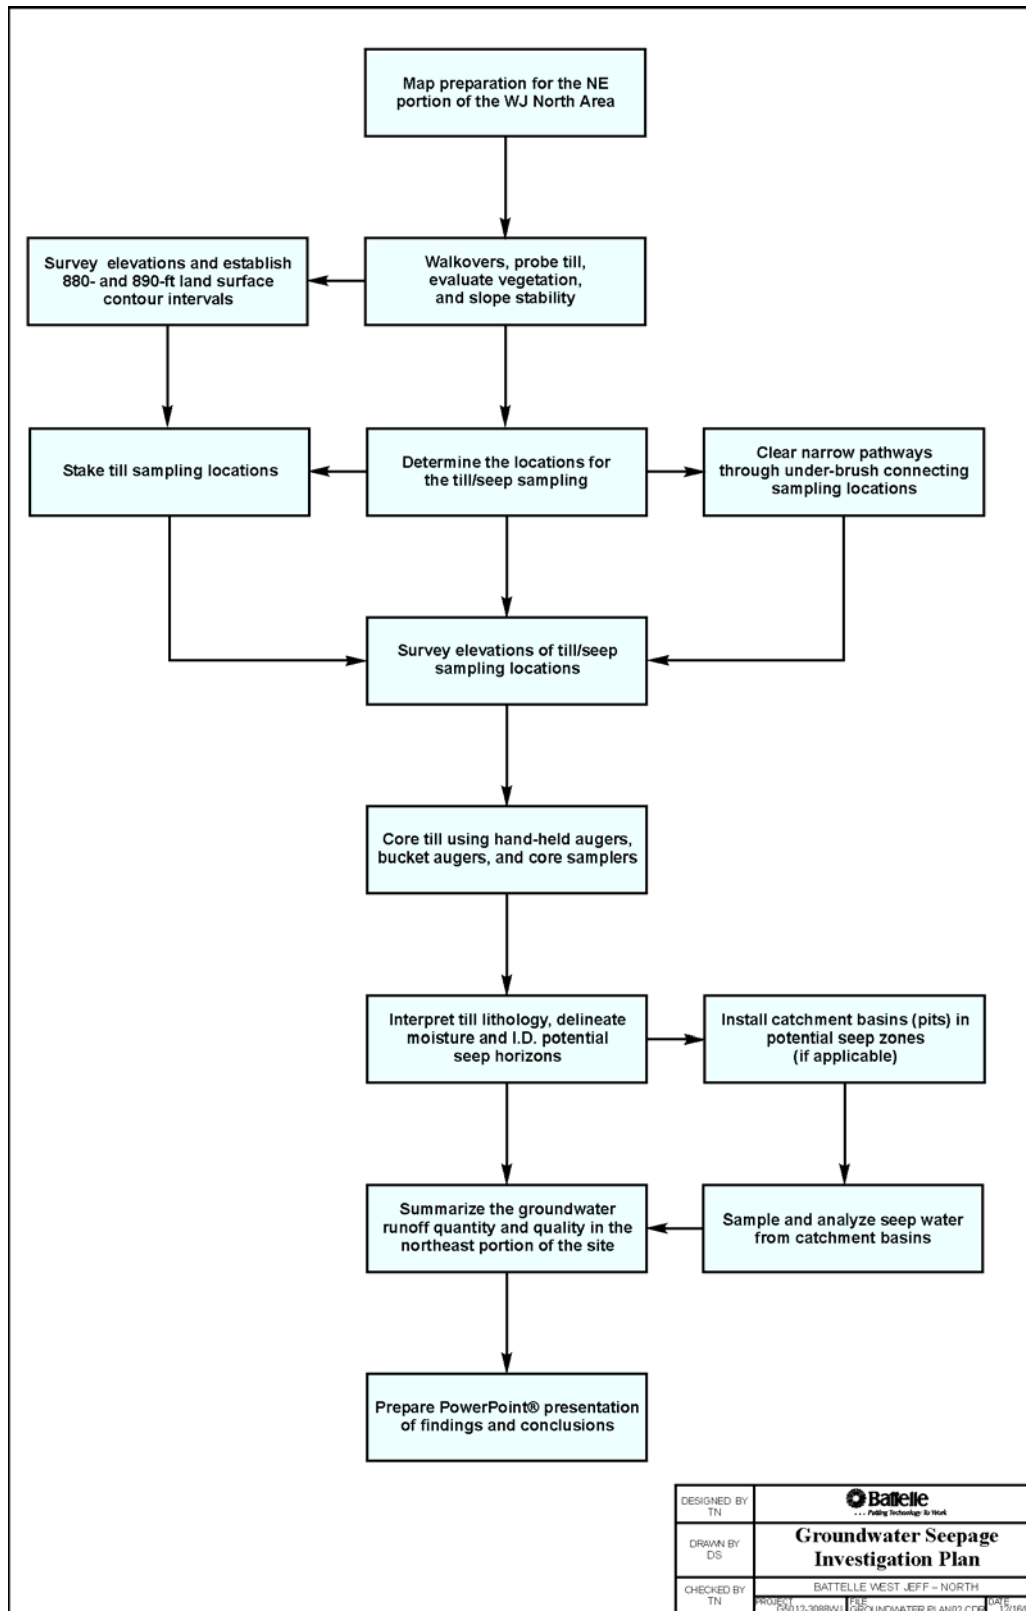 Map preparation for the NE
portion of the WJ North Area
Survey elevations and establish
880- and 890-ft land surface
contour intervals
Walkovers, probe till,
evaluate vegetation,
and slope stability
Stake till sampling locations
Determine the locations for
the till/seep sampling
Clear narrow pathways
through under-brush connecting
sampling locations
Survey elevations of till/seep
sampling locations
Core till using hand-held augers,
bucket augers, and core samplers
Interpret till lithology, delineate
moisture and I.D. potential
seep horizons
Install catchment basins (pits) in
potential seep zones
(if applicable)
Summarize the groundwater
runoff quantity and quality in the
northeast portion of the site
Sample and analyze seep water
from catchment basins
Prepare PowerPoint® presentation
of findings and conclusions
DESIGNED BY
TN
Battelle
... Putting Technology To Work
DRAWN BY
DS
Groundwater Seepage
Investigation Plan
CHECKED BY
TN
BATTELLE WEST JEFF – NORTH
PROJECT
FILE
GROUNDWATER PLAN02.CDR
DATE